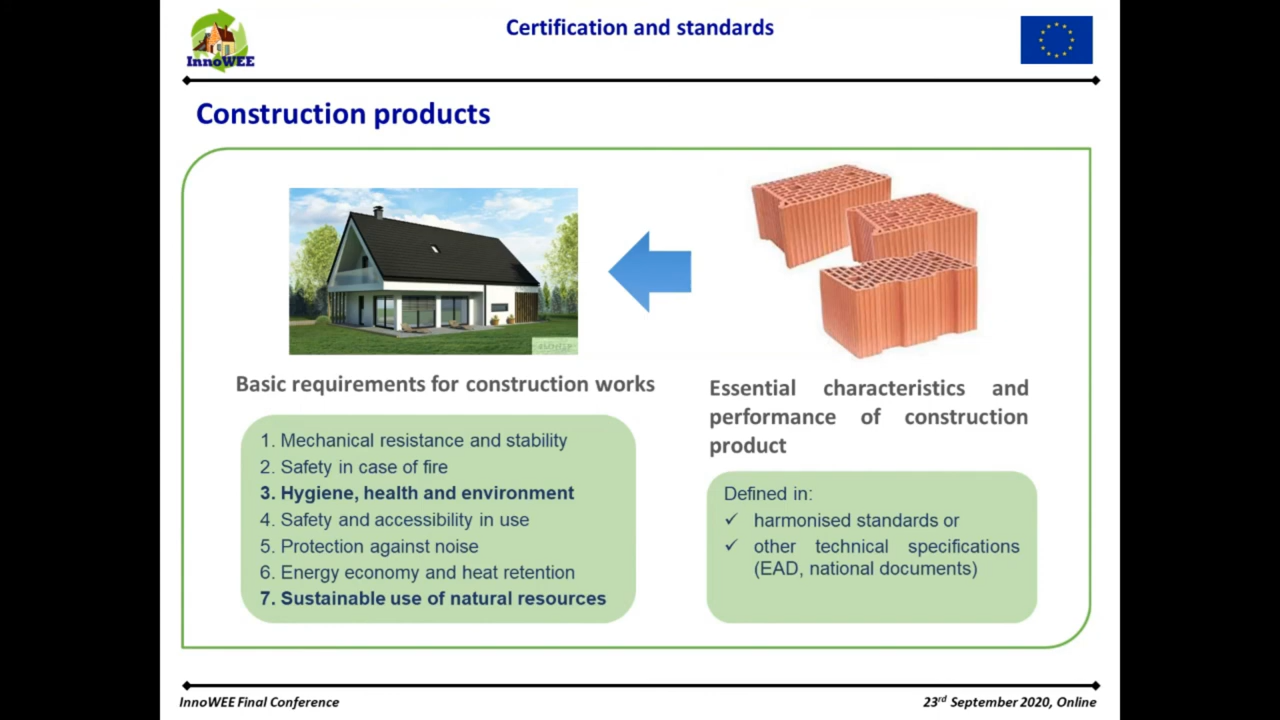 Certification and standards
InnoWEE
Construction products
Basic requirements for construction works
1. Mechanical resistance and stability
2. Safety in case of fire
3. Hygiene, health and environment
4. Safety and accessibility in use
5. Protection against noise
6. Energy economy and heat retention
7. Sustainable use of natural resources
Essential characteristics and
performance of construction
product
Defined in:
✓ harmonised standards or
✓ other technical specifications
(EAD, national documents)
InnoWEE Final Conference
23rd September 2020, Online